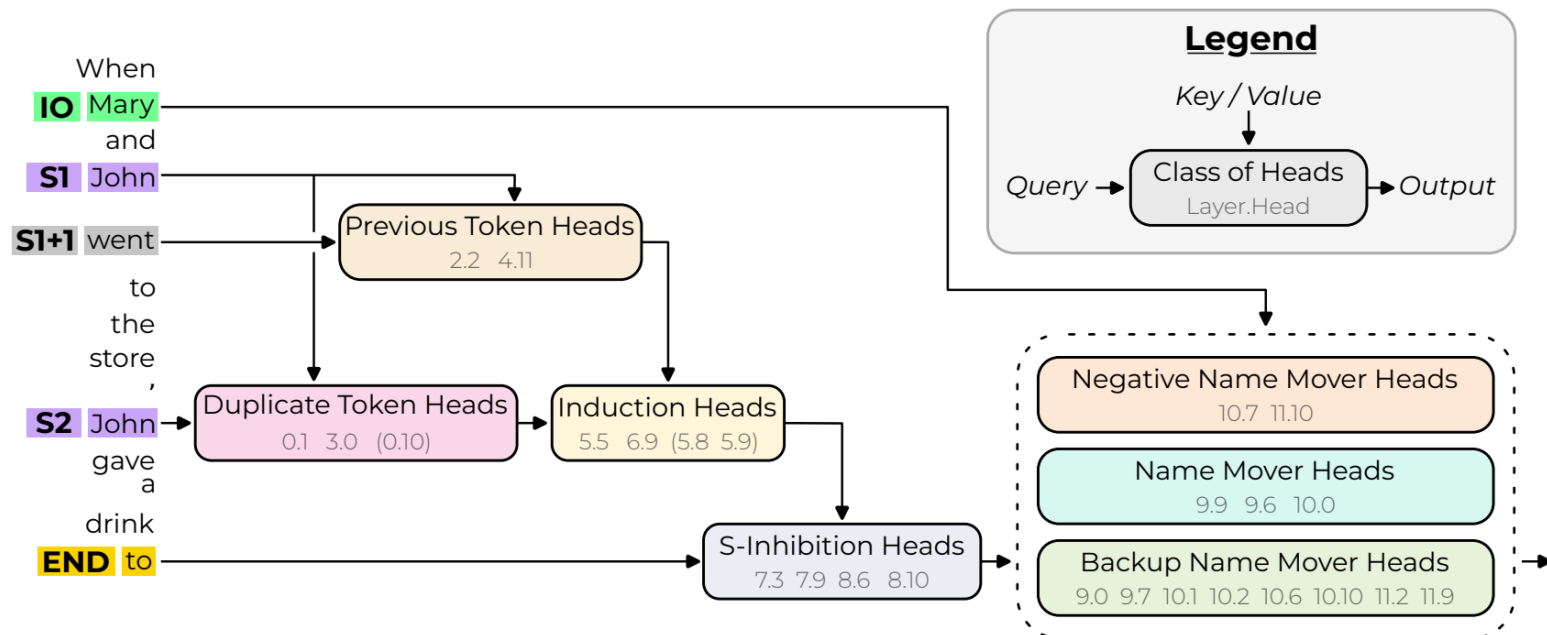 Legend
Key / Value
Class of Heads
Layer.Head
Query
Output
When
IO Mary
and
S1 John
S1+1 went
to
the
store
,
S2 John
gave
a
drink
END to
Previous Token Heads
2.2 4.11
Duplicate Token Heads
0.1 3.0 (0.10)
Induction Heads
5.5 6.9 (5.8 5.9)
S-Inhibition Heads
7.3 7.9 8.6 8.10
Negative Name Mover Heads
10.7 11.10
Name Mover Heads
9.9 9.6 10.0
Backup Name Mover Heads
9.0 9.7 10.1 10.2 10.6 10.10 11.2 11.9